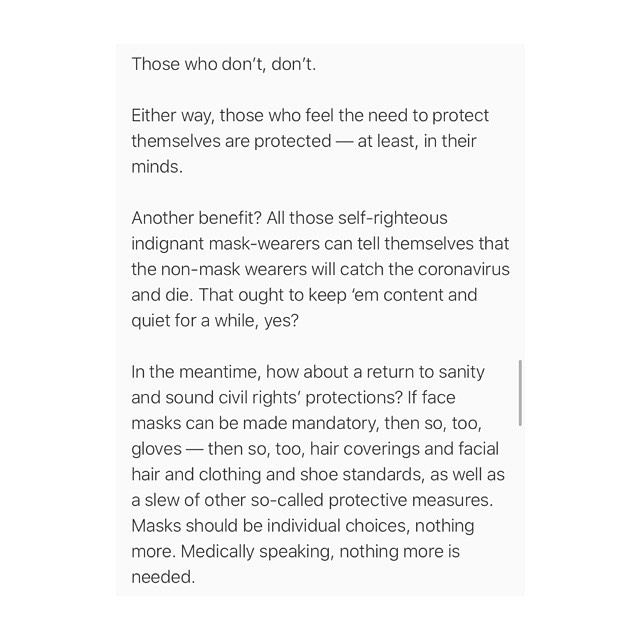 Those who don’t, don’t.
Either way, those who feel the need to protect
themselves are protected — at least, in their
minds.
Another benefit? All those self-righteous
indignant mask-wearers can tell themselves that
the non-mask wearers will catch the coronavirus
and die. That ought to keep ‘em content and
quiet for a while, yes?
In the meantime, how about a return to sanity
and sound civil rights’ protections? If face
masks can be made mandatory, then so, too,
gloves — then so, too, hair coverings and facial
hair and clothing and shoe standards, as well as
a slew of other so-called protective measures.
Masks should be individual choices, nothing
more. Medically speaking, nothing more is
needed.